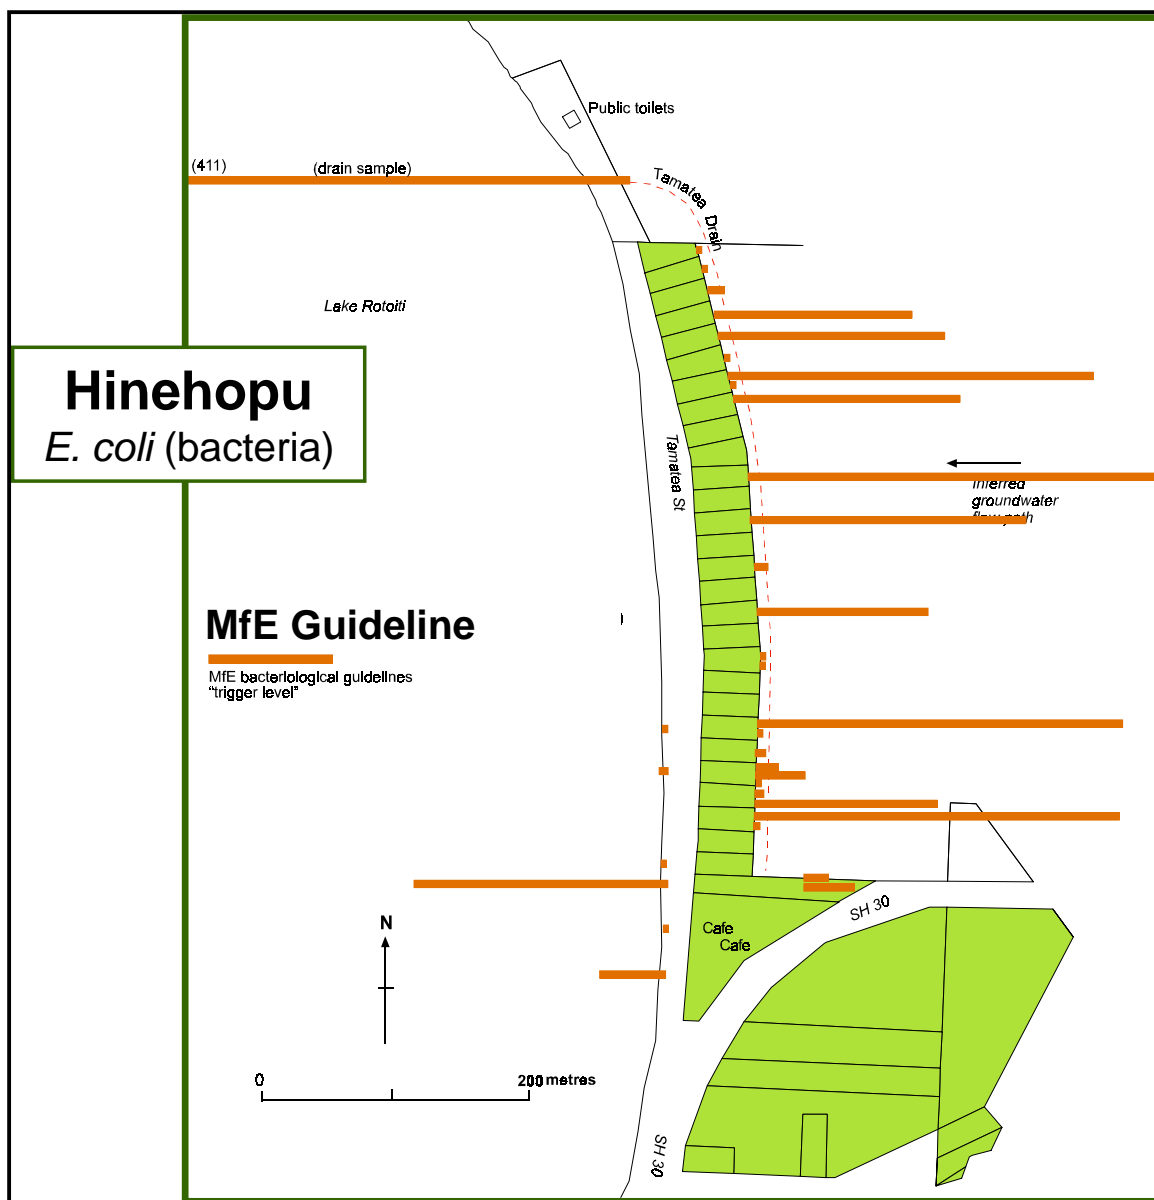 Public toilets
(411)
(drain sample)
Tamatea Drain
Lake Rotoiti
Hinehopu
E. coli (bacteria)
Tamatea St
Inferred
groundwater
flow path
MfE Guideline
MfE bacteriological guidelines
"trigger level"
SH 30
Cafe
Cafe
N
0
200 metres
SH 30